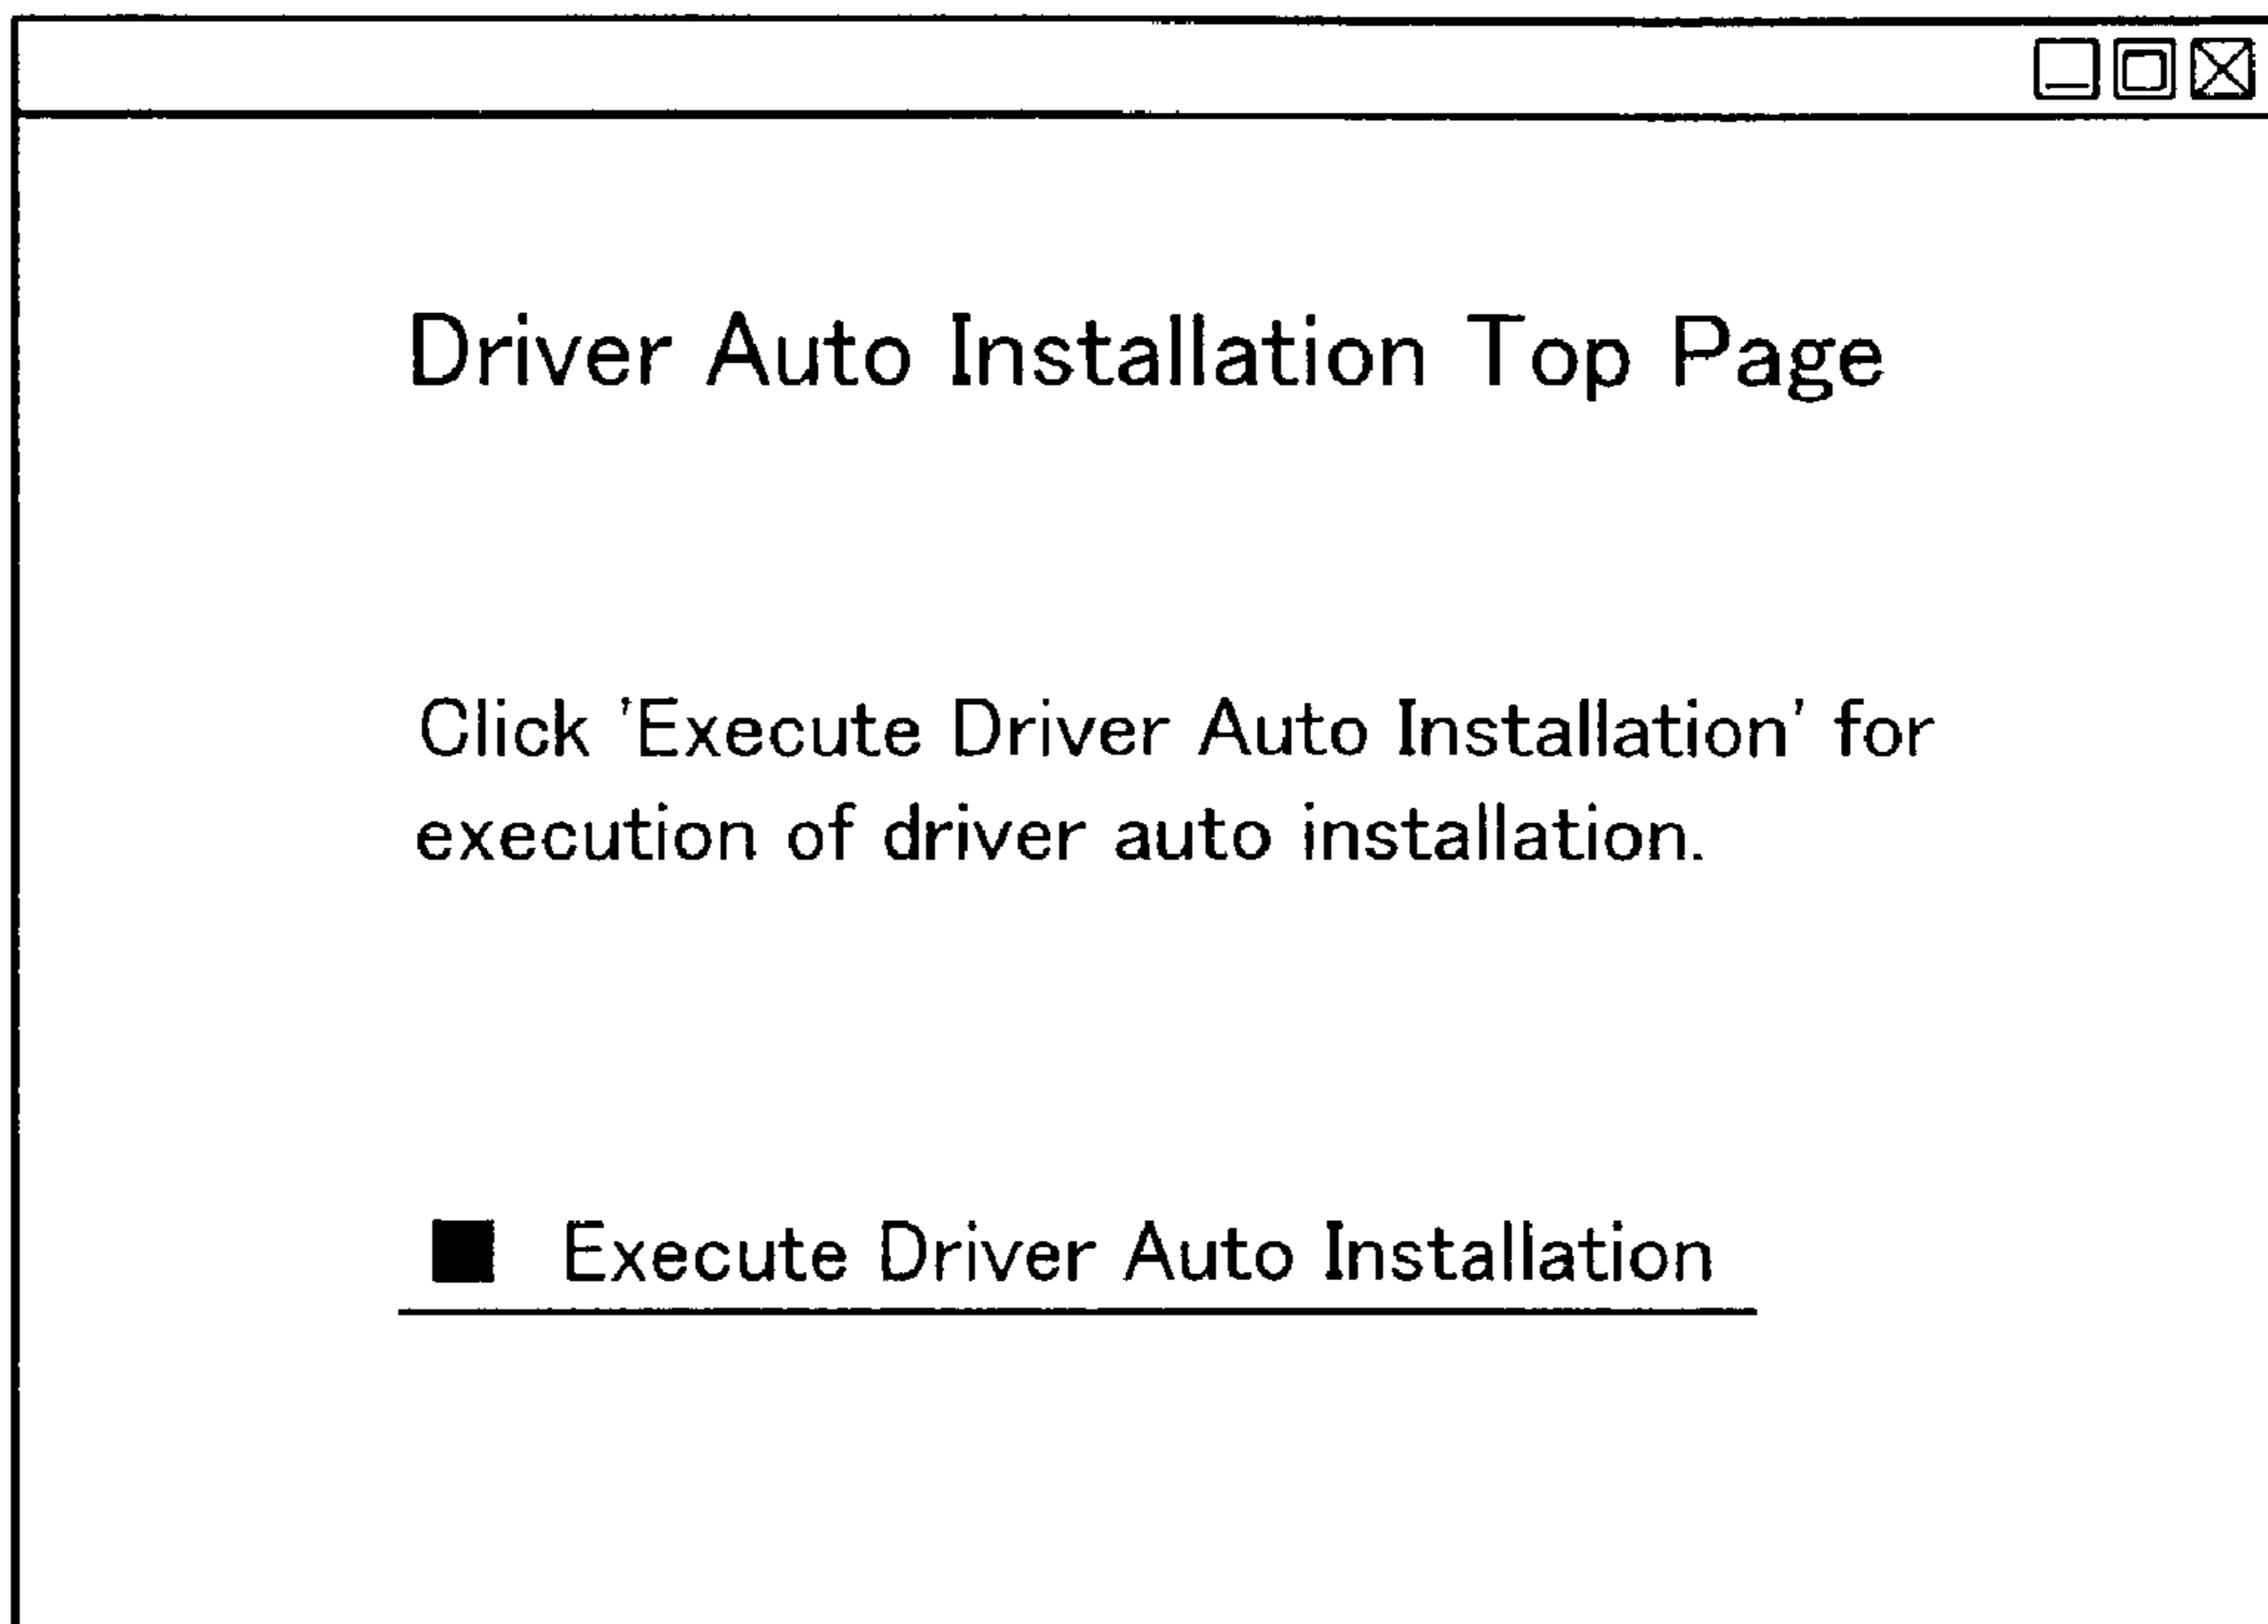 Driver Auto Installation Top Page
Click 'Execute Driver Auto Installation' for
execution of driver auto installation.
■ Execute Driver Auto Installation